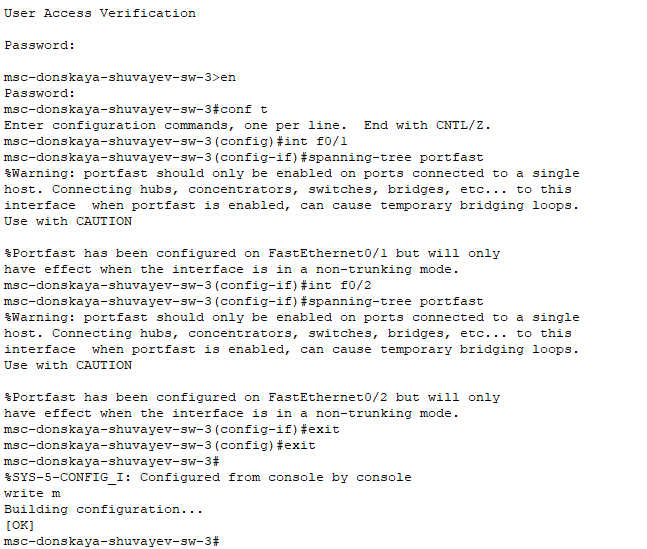 User Access Verification
Password:
msc-donskaya-shuvayev-sw-3>en
Password:
msc-donskaya-shuvayev-sw-3#conf t
Enter configuration commands, one per line.  End with CNTL/Z.
msc-donskaya-shuvayev-sw-3(config)#int f0/1
msc-donskaya-shuvayev-sw-3(config-if)#spanning-tree portfast
%Warning: portfast should only be enabled on ports connected to a single
host. Connecting hubs, concentrators, switches, bridges, etc... to this
interface  when portfast is enabled, can cause temporary bridging loops.
Use with CAUTION
%Portfast has been configured on FastEthernet0/1 but will only
have effect when the interface is in a non-trunking mode.
msc-donskaya-shuvayev-sw-3(config-if)#int f0/2
msc-donskaya-shuvayev-sw-3(config-if)#spanning-tree portfast
%Warning: portfast should only be enabled on ports connected to a single
host. Connecting hubs, concentrators, switches, bridges, etc... to this
interface  when portfast is enabled, can cause temporary bridging loops.
Use with CAUTION
%Portfast has been configured on FastEthernet0/2 but will only
have effect when the interface is in a non-trunking mode.
msc-donskaya-shuvayev-sw-3(config-if)#exit
msc-donskaya-shuvayev-sw-3(config)#exit
msc-donskaya-shuvayev-sw-3#
%SYS-5-CONFIG_I: Configured from console by console
write m
Building configuration...
[OK]
msc-donskaya-shuvayev-sw-3#